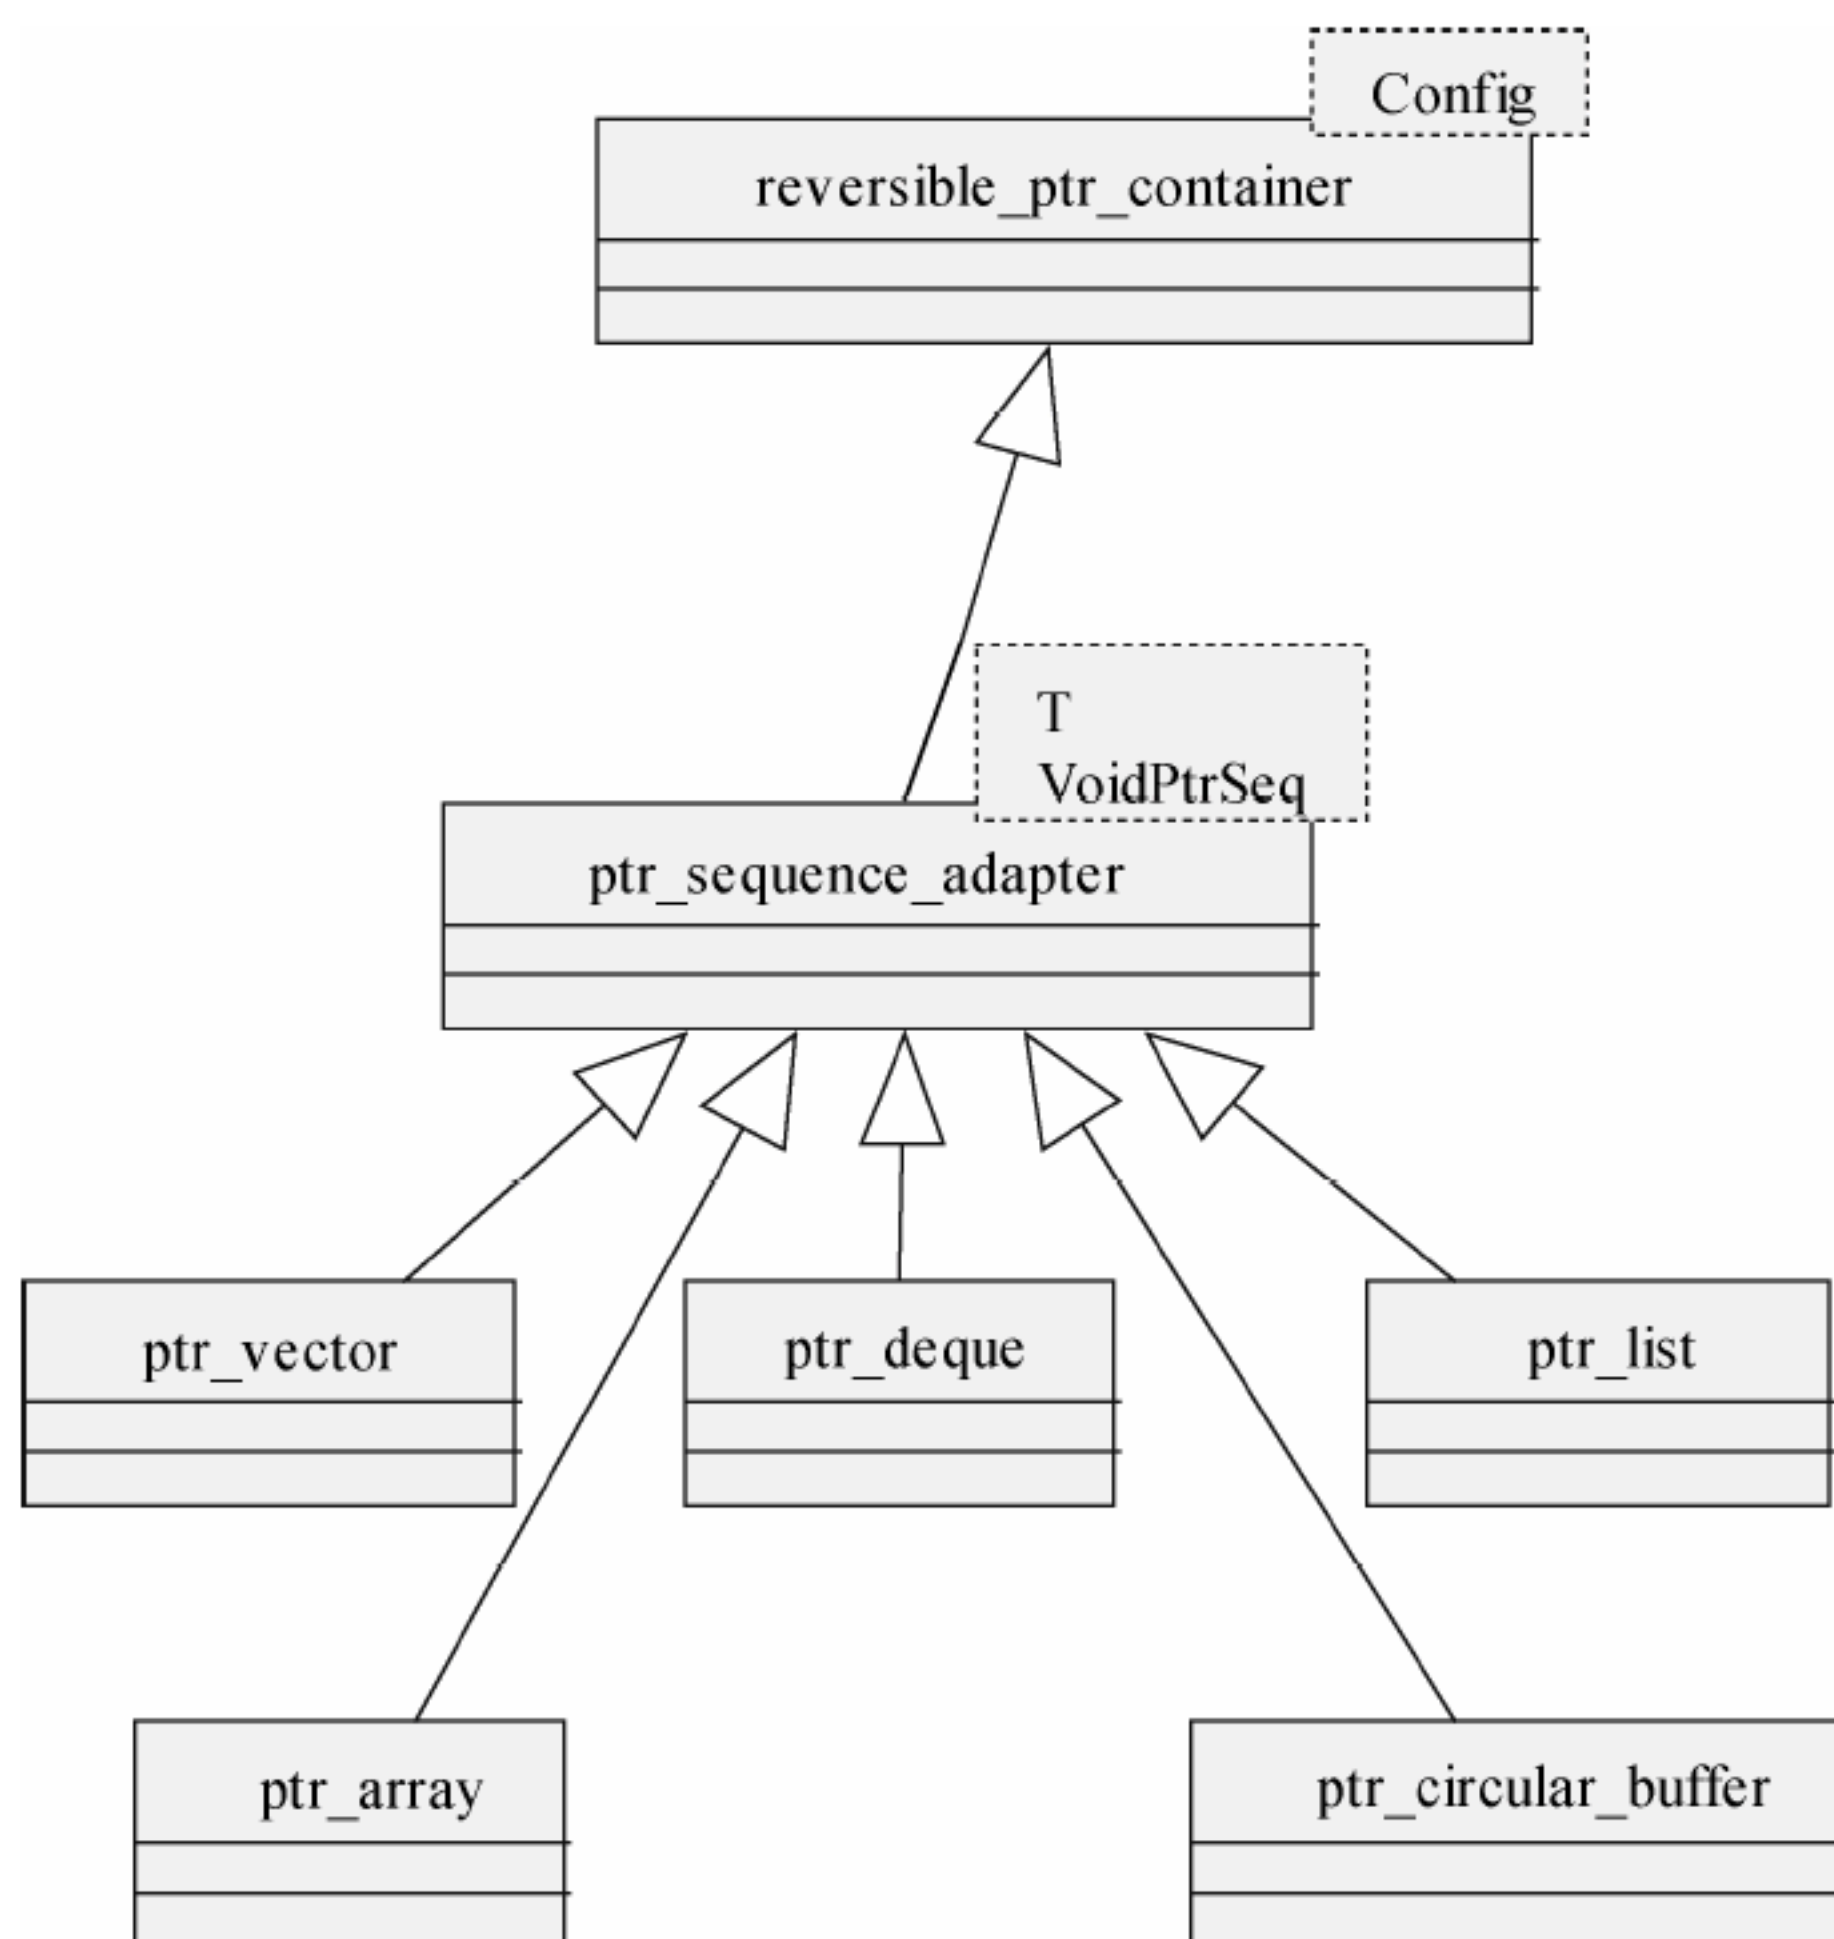 Config
reversible_ptr_container
T
VoidPtrSeq
ptr_sequence_adapter
ptr_vector
ptr_deque
ptr_list
ptr_array
ptr_circular_buffer